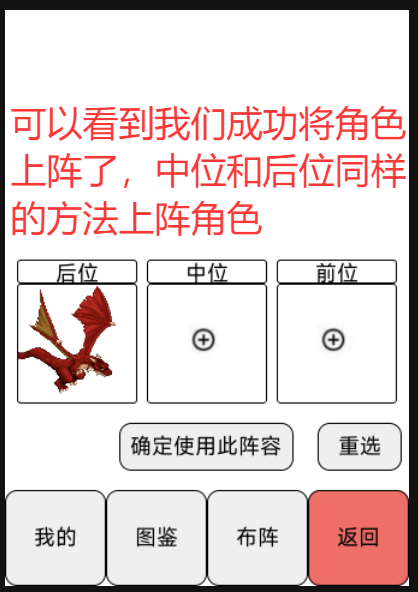 可以看到我们成功将角色
上阵了，中位和后位同样
的方法上阵角色
后位 中位 前位
确定使用此阵容 重选
我的 图鉴 布阵 返回